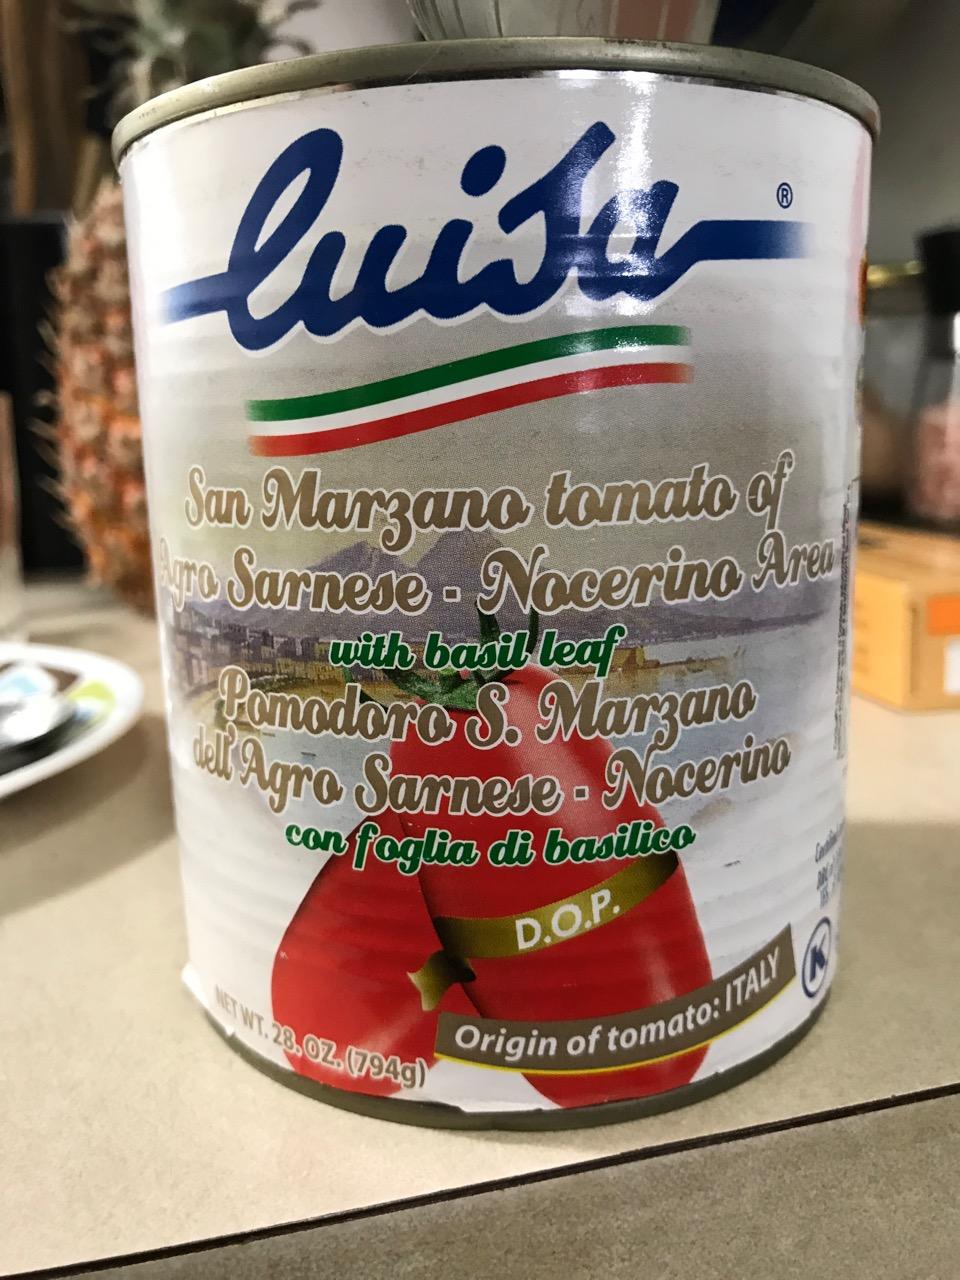 Luisa ®
San Marzano tomato of
Agro Sarnese - Nocerino Area
with basil leaf
Pomodoro S. Marzano
dell'Agro Sarnese - Nocerino
con foglia di basilico
D.O.P.
Origin of tomato: ITALY
K
NET WT. 28. OZ. (794g)